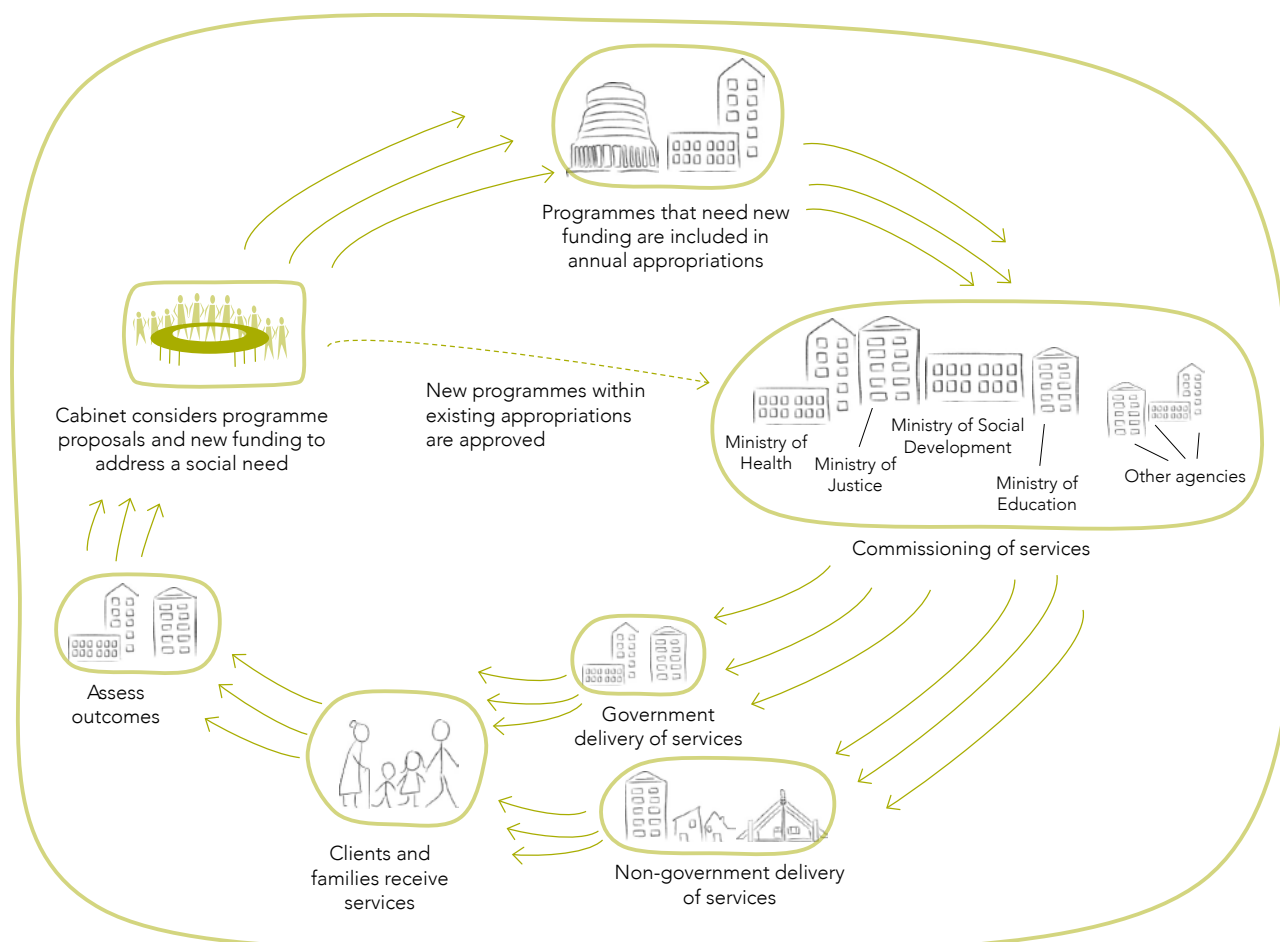 Programmes that need new
funding are included in
annual appropriations
Cabinet considers programme
proposals and new funding to
address a social need
New programmes within
existing appropriations
are approved
Ministry of
Health
Ministry of
Justice
Ministry of Social
Development
Ministry of
Education
Other agencies
Commissioning of services
Government
delivery of services
Non-government delivery
of services
Clients and
families receive
services
Assess
outcomes